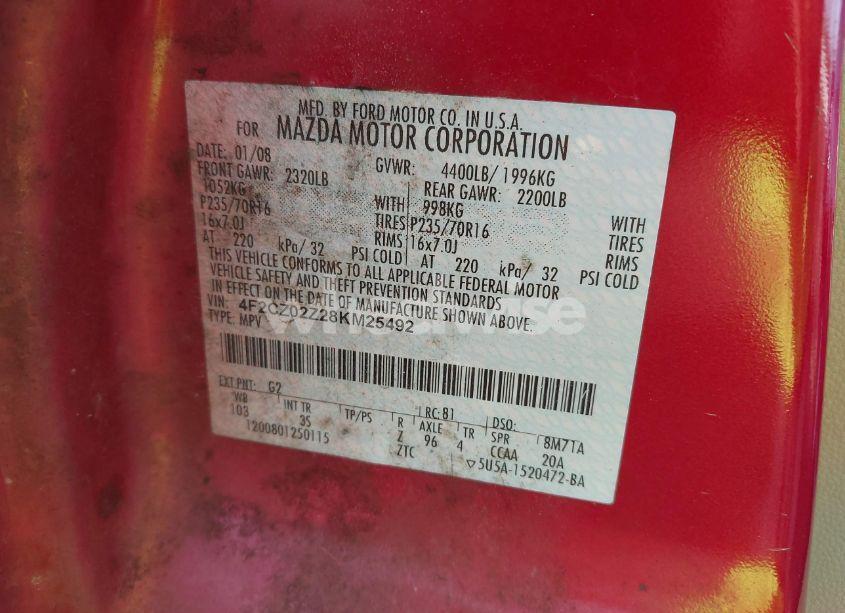 MFD. BY FORD MOTOR CO. IN U.S.A.
FOR MAZDA MOTOR CORPORATION
DATE: 01/08 GVWR: 4400LB/ 1996KG
FRONT GAWR: 2320LB REAR GAWR: 2200LB
1052KG WITH 998KG WITH
P235/70R16 TIRES P235/70R16 TIRES
16x7.0J RIMS 16x7.0J RIMS
AT 220 kPa/ 32 PSI COLD AT 220 kPa/ 32 PSI COLD
THIS VEHICLE CONFORMS TO ALL APPLICABLE FEDERAL MOTOR
VEHICLE SAFETY AND THEFT PREVENTION STANDARDS
IN EFFECT ON THE DATE OF MANUFACTURE SHOWN ABOVE.
VIN: 4F2CZ02Z28KM25492
TYPE: MPV
EXT PNT: G2 RC: 81 DSO:
WB INT TR TP/PS R AXLE TR SPR 8M7TA
103 3S Z 96 4 CCAA 20A
1200801250115 ZTC ▽5U5A-1520472-BA